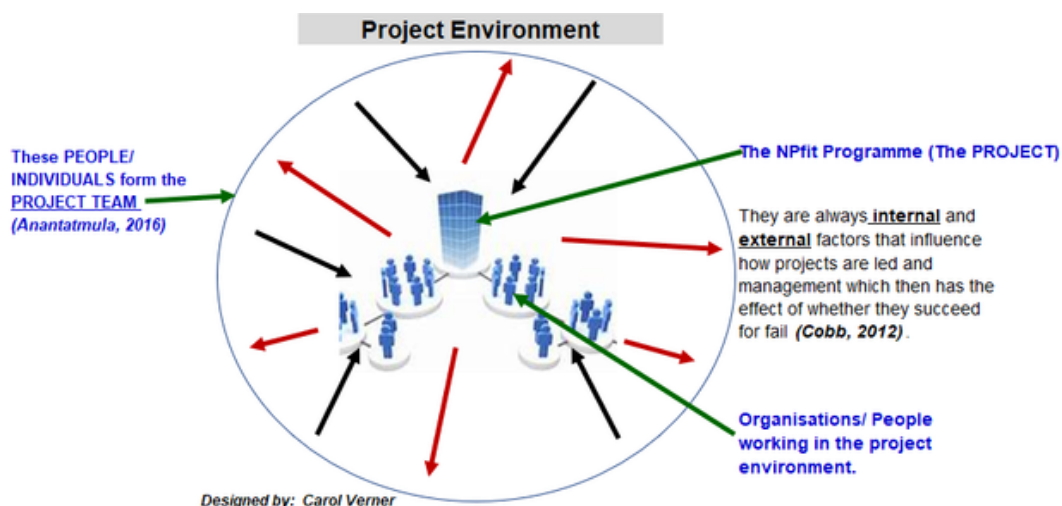 Project Environment
These PEOPLE/
INDIVIDUALS form the
PROJECT TEAM
(Anantatmula, 2016)
The NPfit Programme (The PROJECT)
They are always internal and
external factors that influence
how projects are led and
management which then has the
effect of whether they succeed
for fail (Cobb, 2012).
Organisations/ People
working in the project
environment.
Designed by: Carol Verner